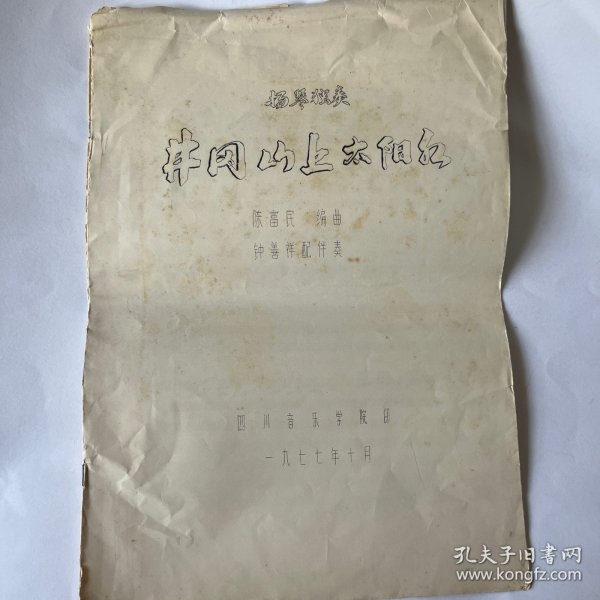 扬琴独奏
井冈山上太阳红
陈富民 编曲
钟善祥配伴奏
四川音乐学院印
一九七七年十月
孔夫子旧書网
www.kongfz.com